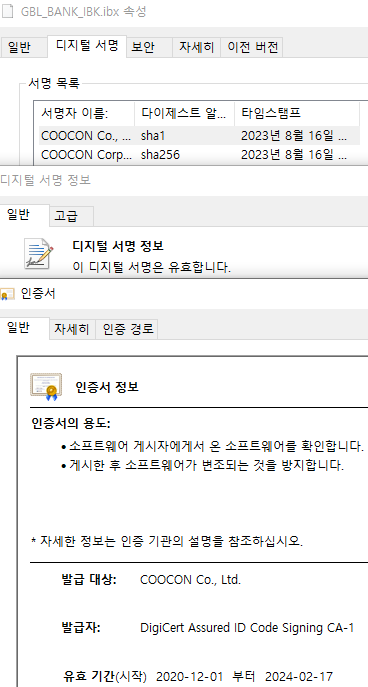 GBL_BANK_IBK.ibx 속성
일반 디지털 서명 보안 자세히 이전 버전
서명 목록
서명자 이름: 다이제스트 알... 타임스탬프
COOCON Co., ... sha1 2023년 8월 16일 ...
COOCON Corp... sha256 2023년 8월 16일 ...
디지털 서명 정보
일반 고급
디지털 서명 정보
이 디지털 서명은 유효합니다.
인증서
일반 자세히 인증 경로
인증서 정보
인증서의 용도:
• 소프트웨어 게시자에게서 온 소프트웨어를 확인합니다.
• 게시한 후 소프트웨어가 변조되는 것을 방지합니다.
* 자세한 정보는 인증 기관의 설명을 참조하십시오.
발급 대상: COOCON Co., Ltd.
발급자: DigiCert Assured ID Code Signing CA-1
유효 기간(시작) 2020-12-01 부터 2024-02-17